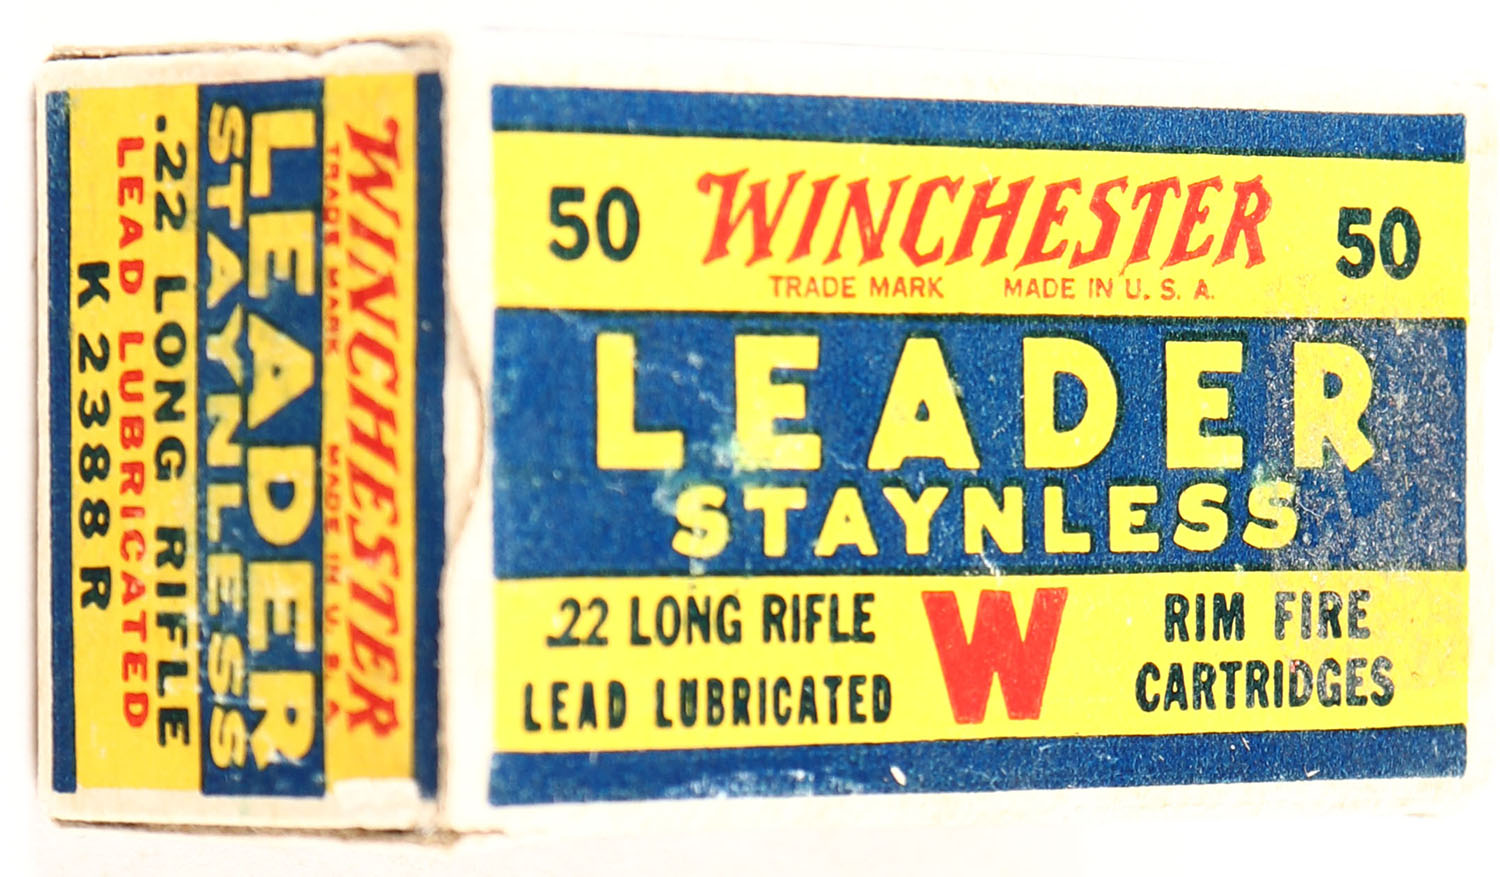 WINCHESTER
TRADE MARK MADE IN U. S. A.
LEADER
STAYNLESS
.22 LONG RIFLE
LEAD LUBRICATED
K2388R
50 WINCHESTER 50
TRADE MARK MADE IN U. S. A.
LEADER
STAYNLESS
.22 LONG RIFLE
LEAD LUBRICATED
W
RIM FIRE
CARTRIDGES